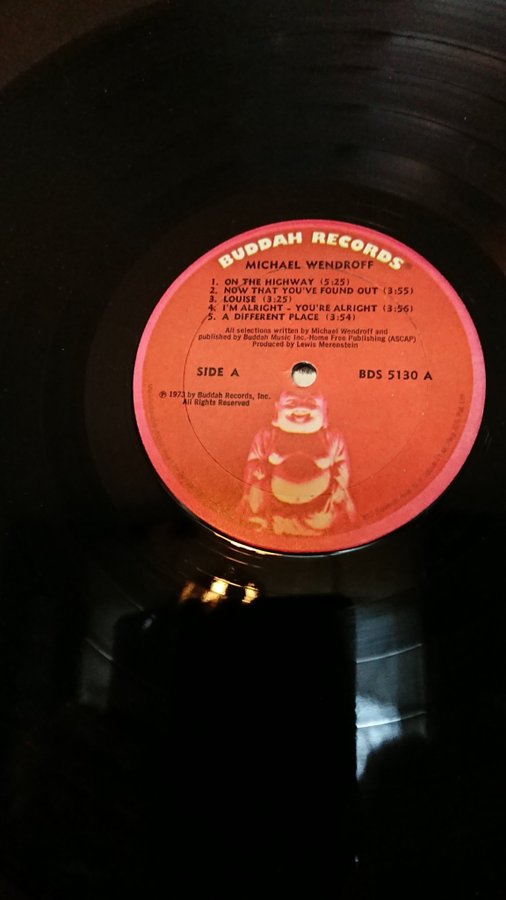 BUDDAH RECORDS
MICHAEL WENDROFF
1. ON THE HIGHWAY (5:25)
2. NOW THAT YOU'VE FOUND OUT (3:55)
3. LOUISE (3:25)
4. I'M ALRIGHT - YOU'RE ALRIGHT (3:56)
5. A DIFFERENT PLACE (3:54)
All selections written by Michael Wendroff and
published by Buddah Music Inc.-Home Free Publishing (ASCAP)
Produced by Lewis Merenstein
SIDE A
BDS 5130 A
℗ 1973 by Buddah Records, Inc.
All Rights Reserved